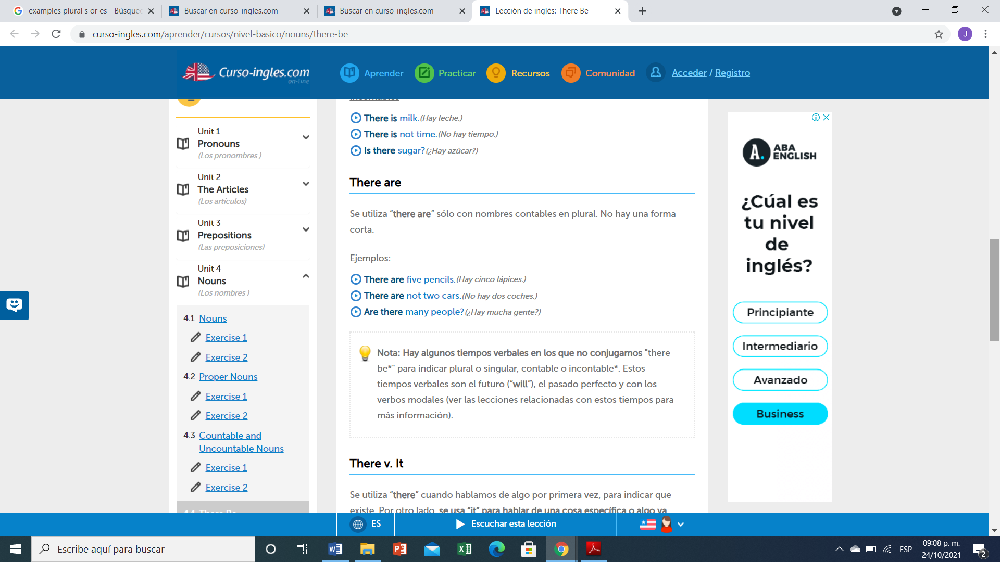 examples plural s or es - Búsque
Buscar en curso-ingles.com
Buscar en curso-ingles.com
Lección de inglés: There Be
curso-ingles.com/aprender/cursos/nivel-basico/nouns/there-be
J
Curso-ingles.com
on-line
Aprender
Practicar
Recursos
Comunidad
Acceder / Registro
Unit 1
Pronouns
(Los pronombres )
Unit 2
The Articles
(Los artículos)
Unit 3
Prepositions
(Las preposiciones)
Unit 4
Nouns
(Los nombres )
4.1 Nouns
Exercise 1
Exercise 2
4.2 Proper Nouns
Exercise 1
Exercise 2
4.3 Countable and
Uncountable Nouns
Exercise 1
Exercise 2
4.4 There Be
incontables
There is milk.(Hay leche.)
There is not time.(No hay tiempo.)
Is there sugar?(¿Hay azúcar?)
There are
Se utiliza “there are” sólo con nombres contables en plural. No hay una forma
corta.
Ejemplos:
There are five pencils.(Hay cinco lápices.)
There are not two cars.(No hay dos coches.)
Are there many people?(¿Hay mucha gente?)
Nota: Hay algunos tiempos verbales en los que no conjugamos "there
be*" para indicar plural o singular, contable o incontable*. Estos
tiempos verbales son el futuro (“will”), el pasado perfecto y con los
verbos modales (ver las lecciones relacionadas con estos tiempos para
más información).
There v. It
Se utiliza “there” cuando hablamos de algo por primera vez, para indicar que
existe. Por otro lado, se usa “it” para hablar de una cosa específica o algo ya
A. ABA
ENGLISH
¿Cúal es
tu nivel
de
inglés?
Principiante
Intermediario
Avanzado
Business
ES
Escuchar esta lección
Escribe aquí para buscar
ESP
09:08 p. m.
24/10/2021
2